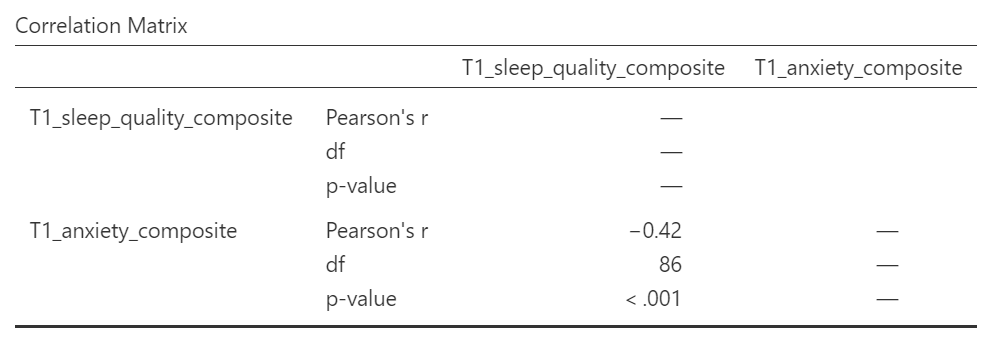 Correlation Matrix
T1_sleep_quality_composite T1_anxiety_composite
T1_sleep_quality_composite Pearson's r —
df —
p-value —
T1_anxiety_composite Pearson's r −0.42 —
df 86 —
p-value < .001 —